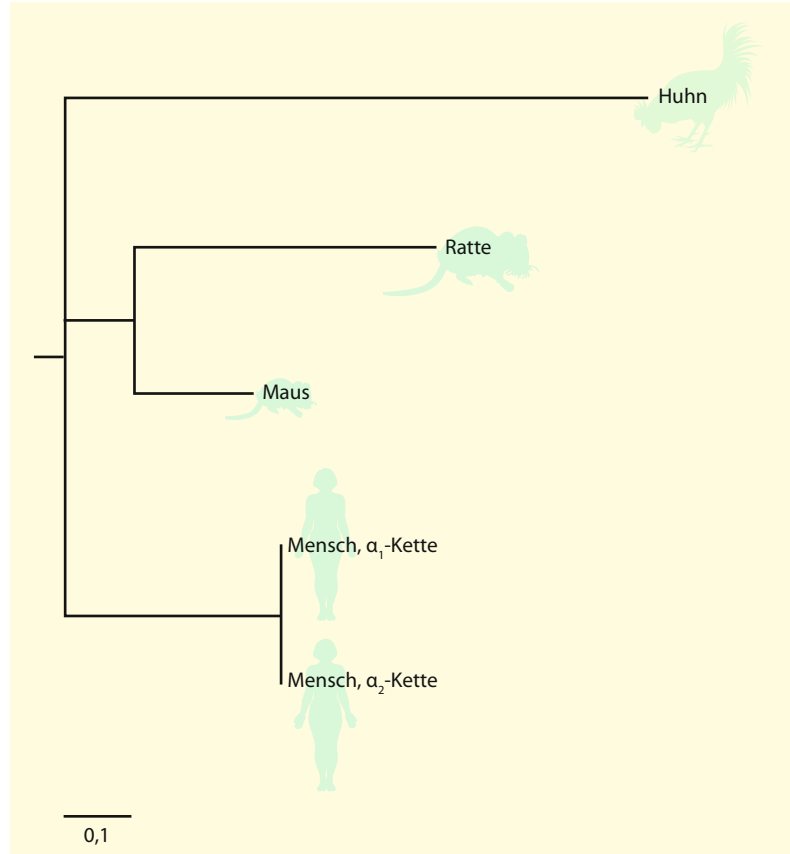 Huhn
Ratte
Maus
Mensch, α₁-Kette
Mensch, α₂-Kette
0,1